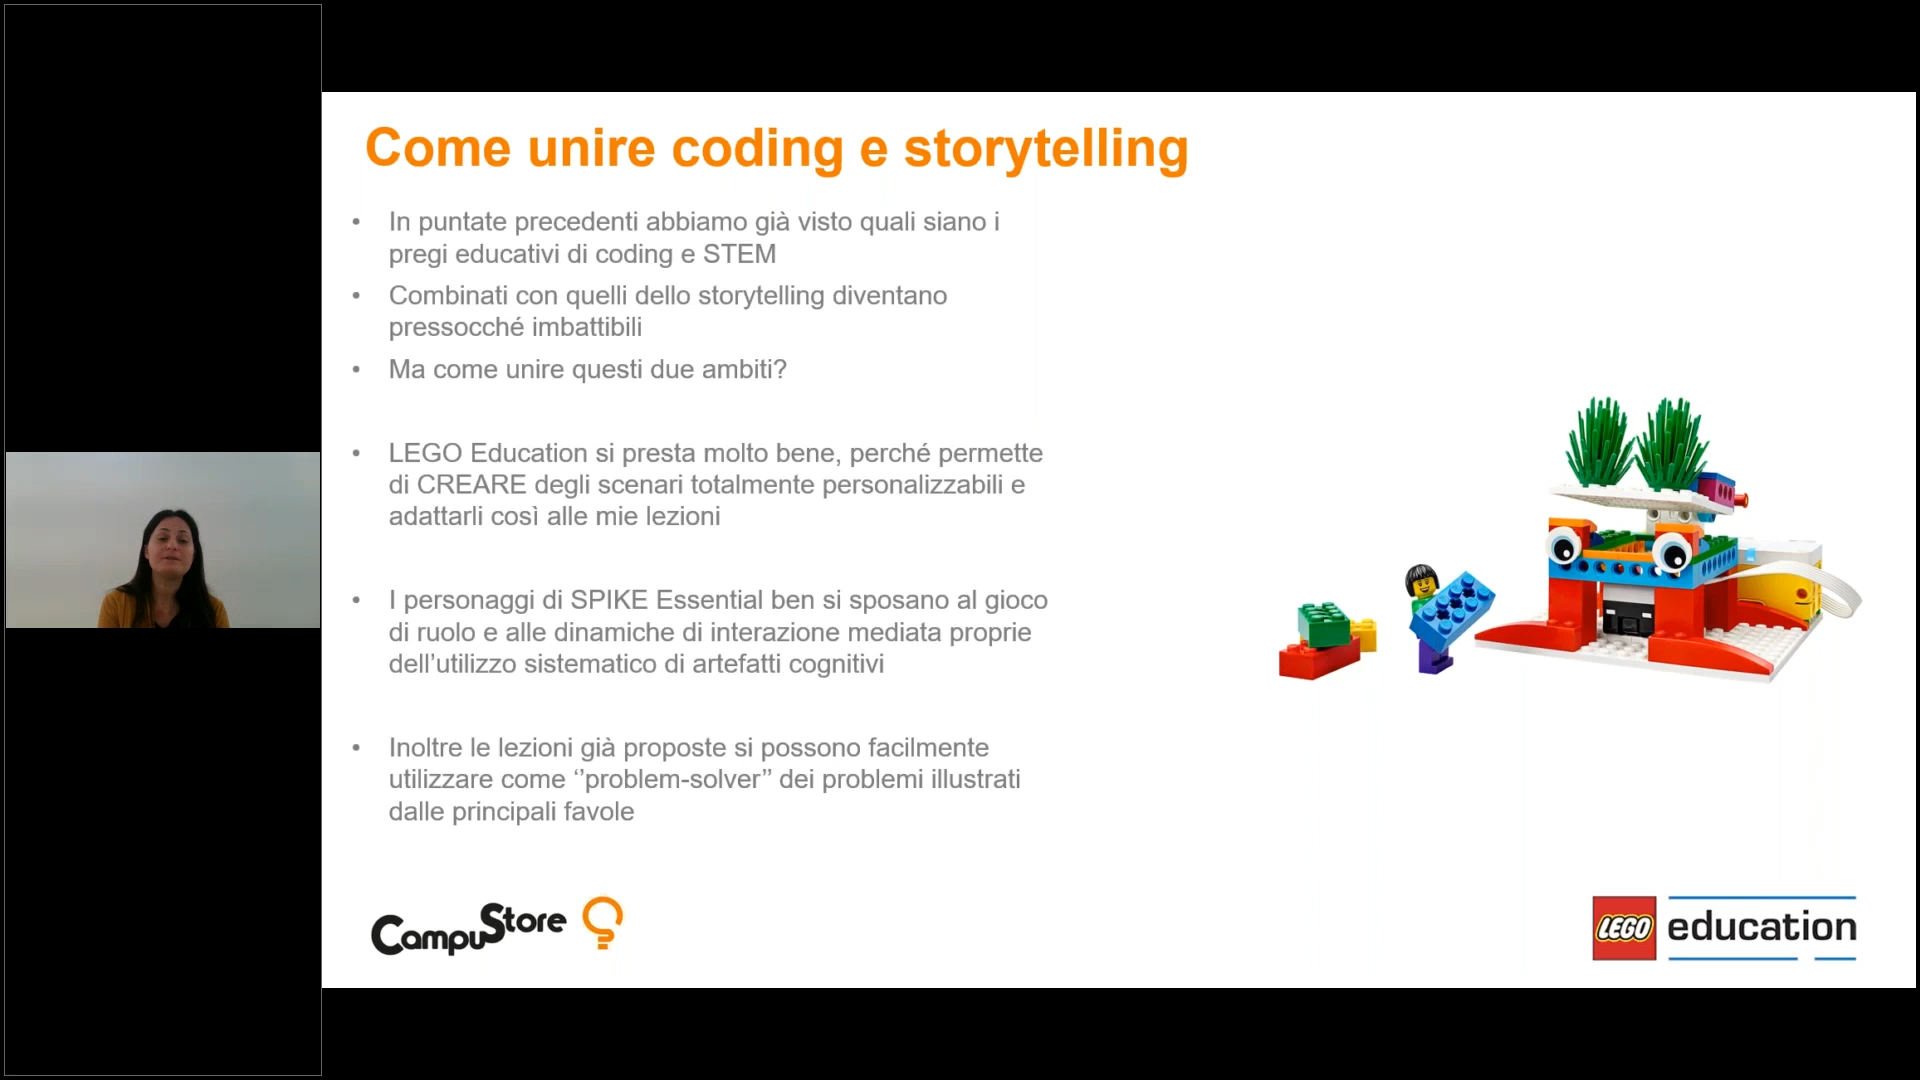 Come unire coding e storytelling
• In puntate precedenti abbiamo già visto quali siano i
pregi educativi di coding e STEM
• Combinati con quelli dello storytelling diventano
pressocché imbattibili
• Ma come unire questi due ambiti?
• LEGO Education si presta molto bene, perché permette
di CREARE degli scenari totalmente personalizzabili e
adattarli così alle mie lezioni
• I personaggi di SPIKE Essential ben si sposano al gioco
di ruolo e alle dinamiche di interazione mediata proprie
dell’utilizzo sistematico di artefatti cognitivi
• Inoltre le lezioni già proposte si possono facilmente
utilizzare come ‘’problem-solver’’ dei problemi illustrati
dalle principali favole
CampuStore
LEGO education